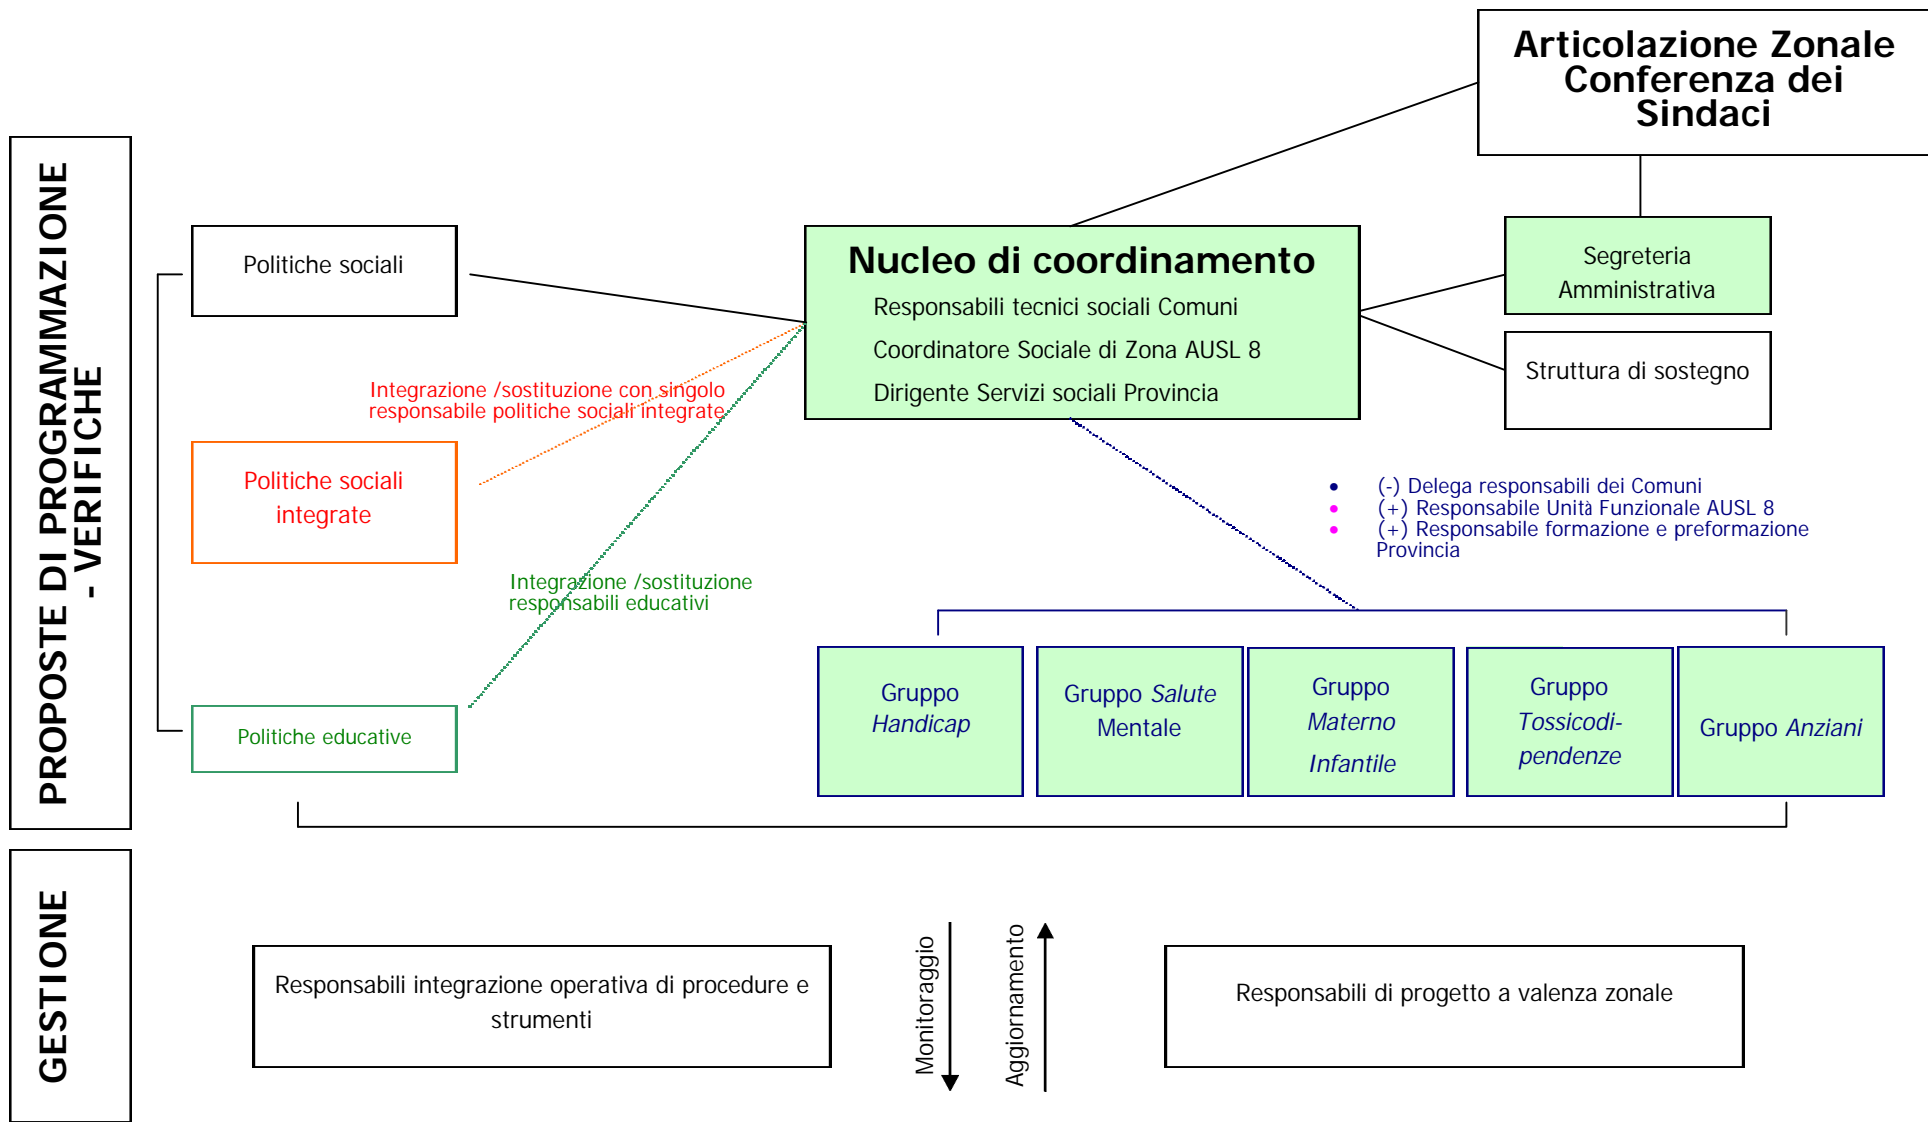 Articolazione Zonale
Conferenza dei
Sindaci
PROPOSTE DI PROGRAMMAZIONE
- VERIFICHE
Politiche sociali
Nucleo di coordinamento
Responsabili tecnici sociali Comuni
Coordinatore Sociale di Zona AUSL 8
Dirigente Servizi sociali Provincia
Segreteria
Amministrativa
Struttura di sostegno
Integrazione /sostituzione con singolo
responsabile politiche sociali integrate
Politiche sociali
integrate
• (-) Delega responsabili dei Comuni
• (+) Responsabile Unità Funzionale AUSL 8
• (+) Responsabile formazione e preformazione
Provincia
Integrazione /sostituzione
responsabili educativi
Politiche educative
Gruppo
Handicap
Gruppo Salute
Mentale
Gruppo
Materno
Infantile
Gruppo
Tossicodi-
pendenze
Gruppo Anziani
GESTIONE
Responsabili integrazione operativa di procedure e
strumenti
Monitoraggio
Aggiornamento
Responsabili di progetto a valenza zonale